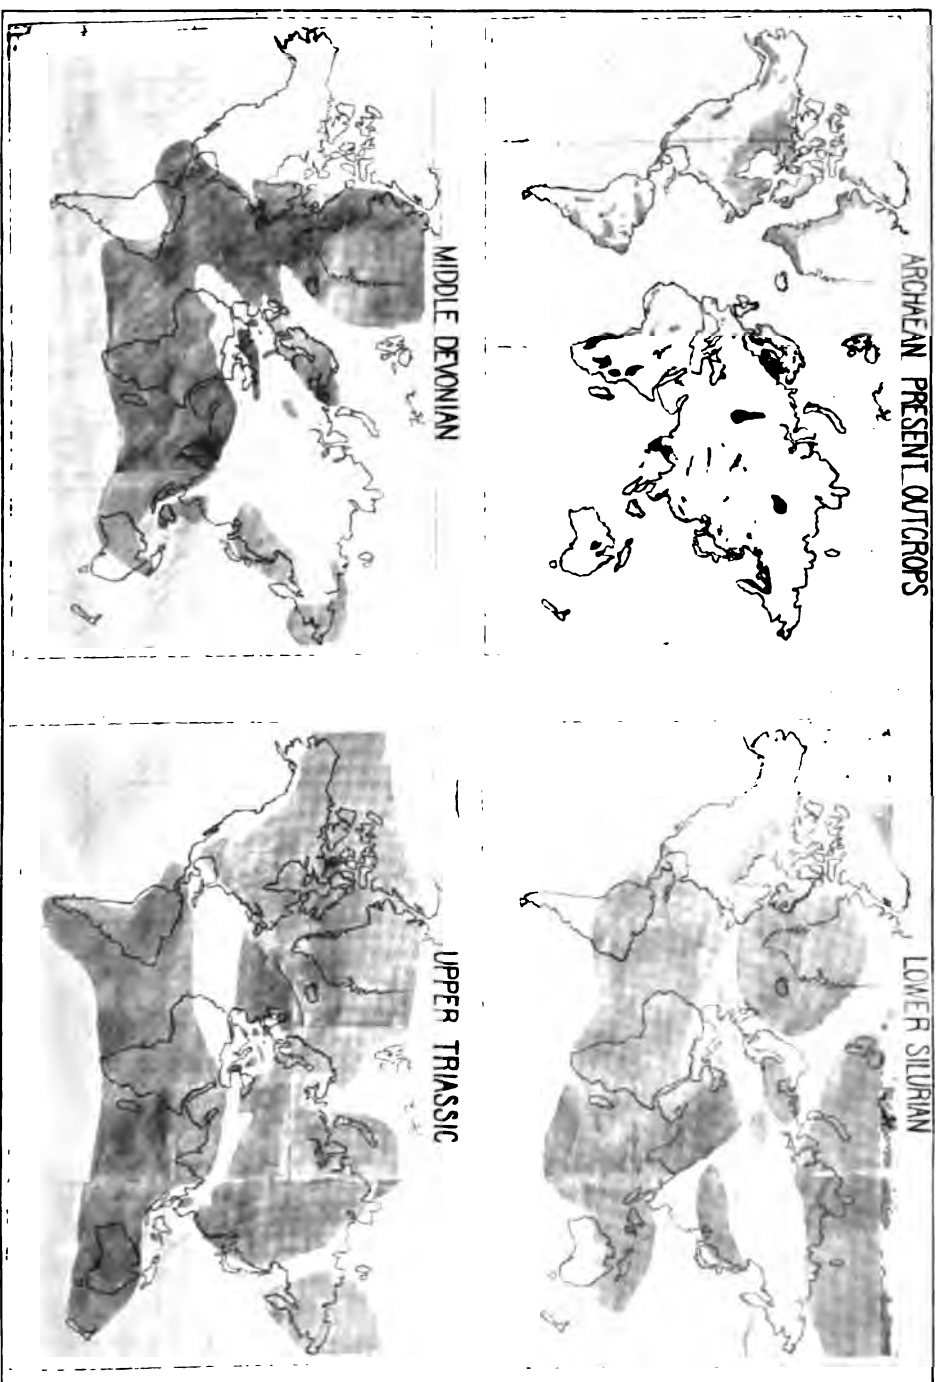 ARCHAEAN PRESENT OUTCROPS
LOWER SILURIAN
MIDDLE DEVONIAN
UPPER TRIASSIC